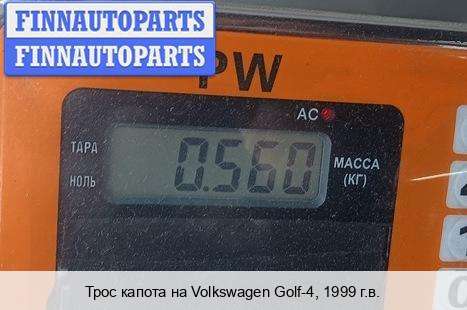 FINNAUTOPARTS
FINNAUTOPARTS
PW
AC
ТАРА
НОЛЬ
0.560
МАССА
(КГ)
Трос капота на Volkswagen Golf-4, 1999 г.в.